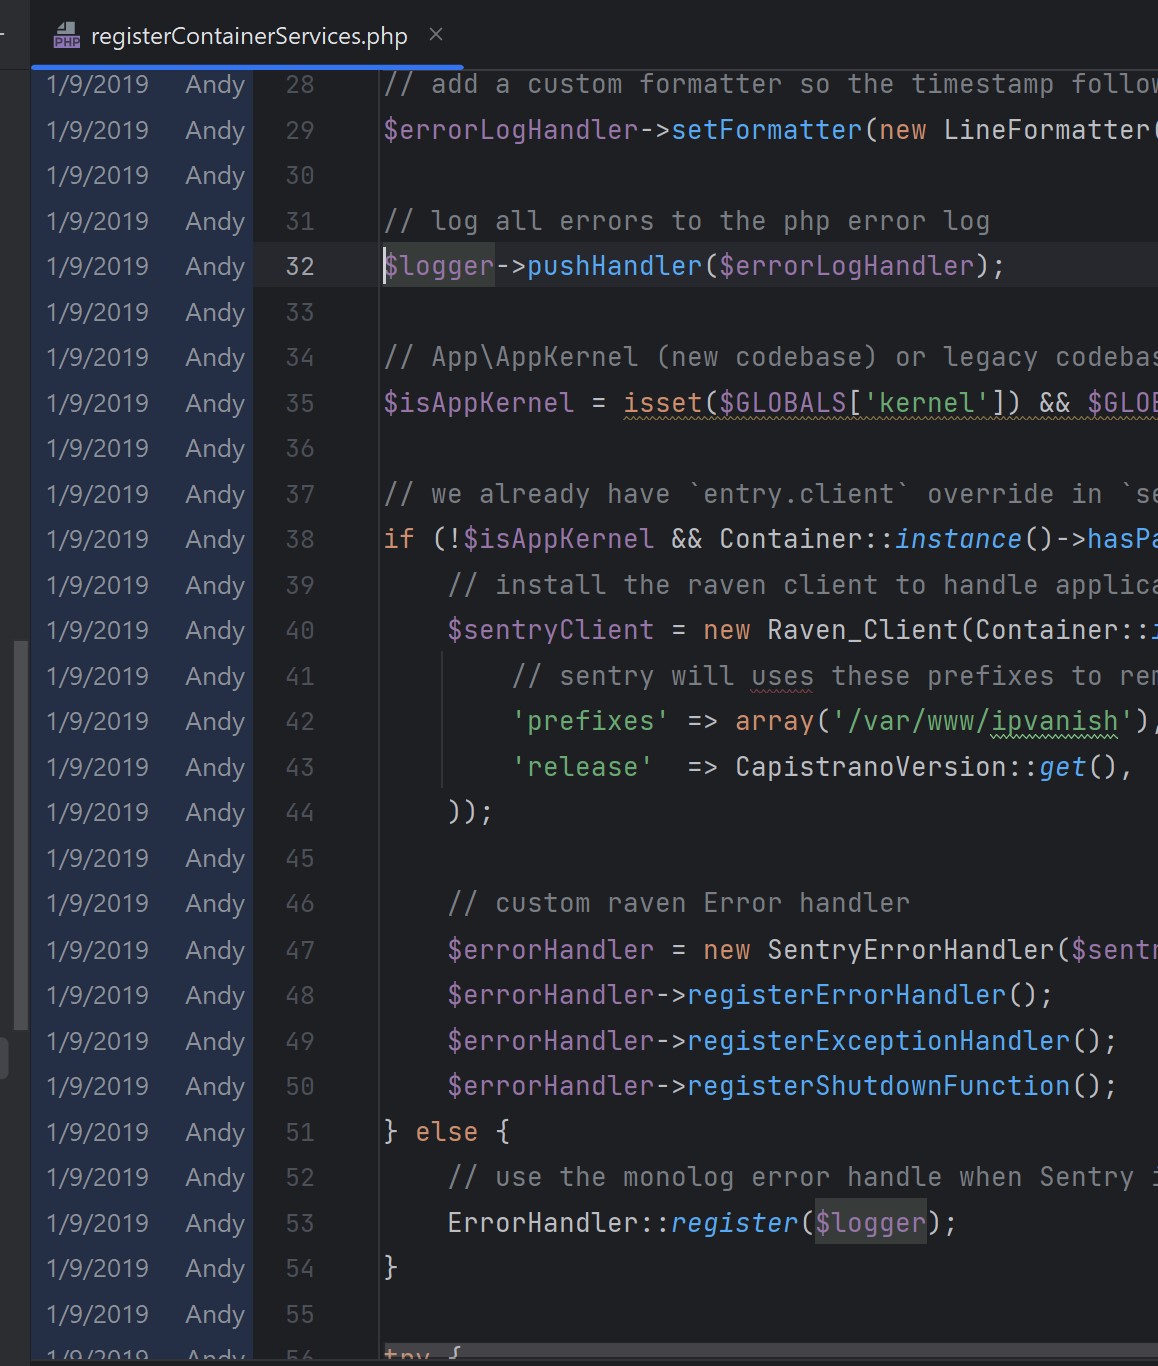 registerContainerServices.php ×
1/9/2019 Andy 28 // add a custom formatter so the timestamp
1/9/2019 Andy 29 $errorLogHandler->setFormatter(new LineFormatter(
1/9/2019 Andy 30
1/9/2019 Andy 31 // log all errors to the php error log
1/9/2019 Andy 32 $logger->pushHandler($errorLogHandler);
1/9/2019 Andy 33
1/9/2019 Andy 34 // App\AppKernel (new codebase) or legacy
1/9/2019 Andy 35 $isAppKernel = isset($GLOBALS['kernel']) &&
1/9/2019 Andy 36
1/9/2019 Andy 37 // we already have `entry.client` override in
1/9/2019 Andy 38 if (!$isAppKernel && Container::instance()->
1/9/2019 Andy 39 // install the raven client to handle
1/9/2019 Andy 40 $sentryClient = new Raven_Client(Container::
1/9/2019 Andy 41 // sentry will uses these prefixes to
1/9/2019 Andy 42 'prefixes' => array('/var/www/ipvanish'),
1/9/2019 Andy 43 'release' => CapistranoVersion::get(),
1/9/2019 Andy 44 ));
1/9/2019 Andy 45
1/9/2019 Andy 46 // custom raven Error handler
1/9/2019 Andy 47 $errorHandler = new SentryErrorHandler(
1/9/2019 Andy 48 $errorHandler->registerErrorHandler();
1/9/2019 Andy 49 $errorHandler->registerExceptionHandler();
1/9/2019 Andy 50 $errorHandler->registerShutdownFunction();
1/9/2019 Andy 51 } else {
1/9/2019 Andy 52 // use the monolog error handle when Sentry
1/9/2019 Andy 53 ErrorHandler::register($logger);
1/9/2019 Andy 54 }
1/9/2019 Andy 55
1/9/2019 Andy 56 try {